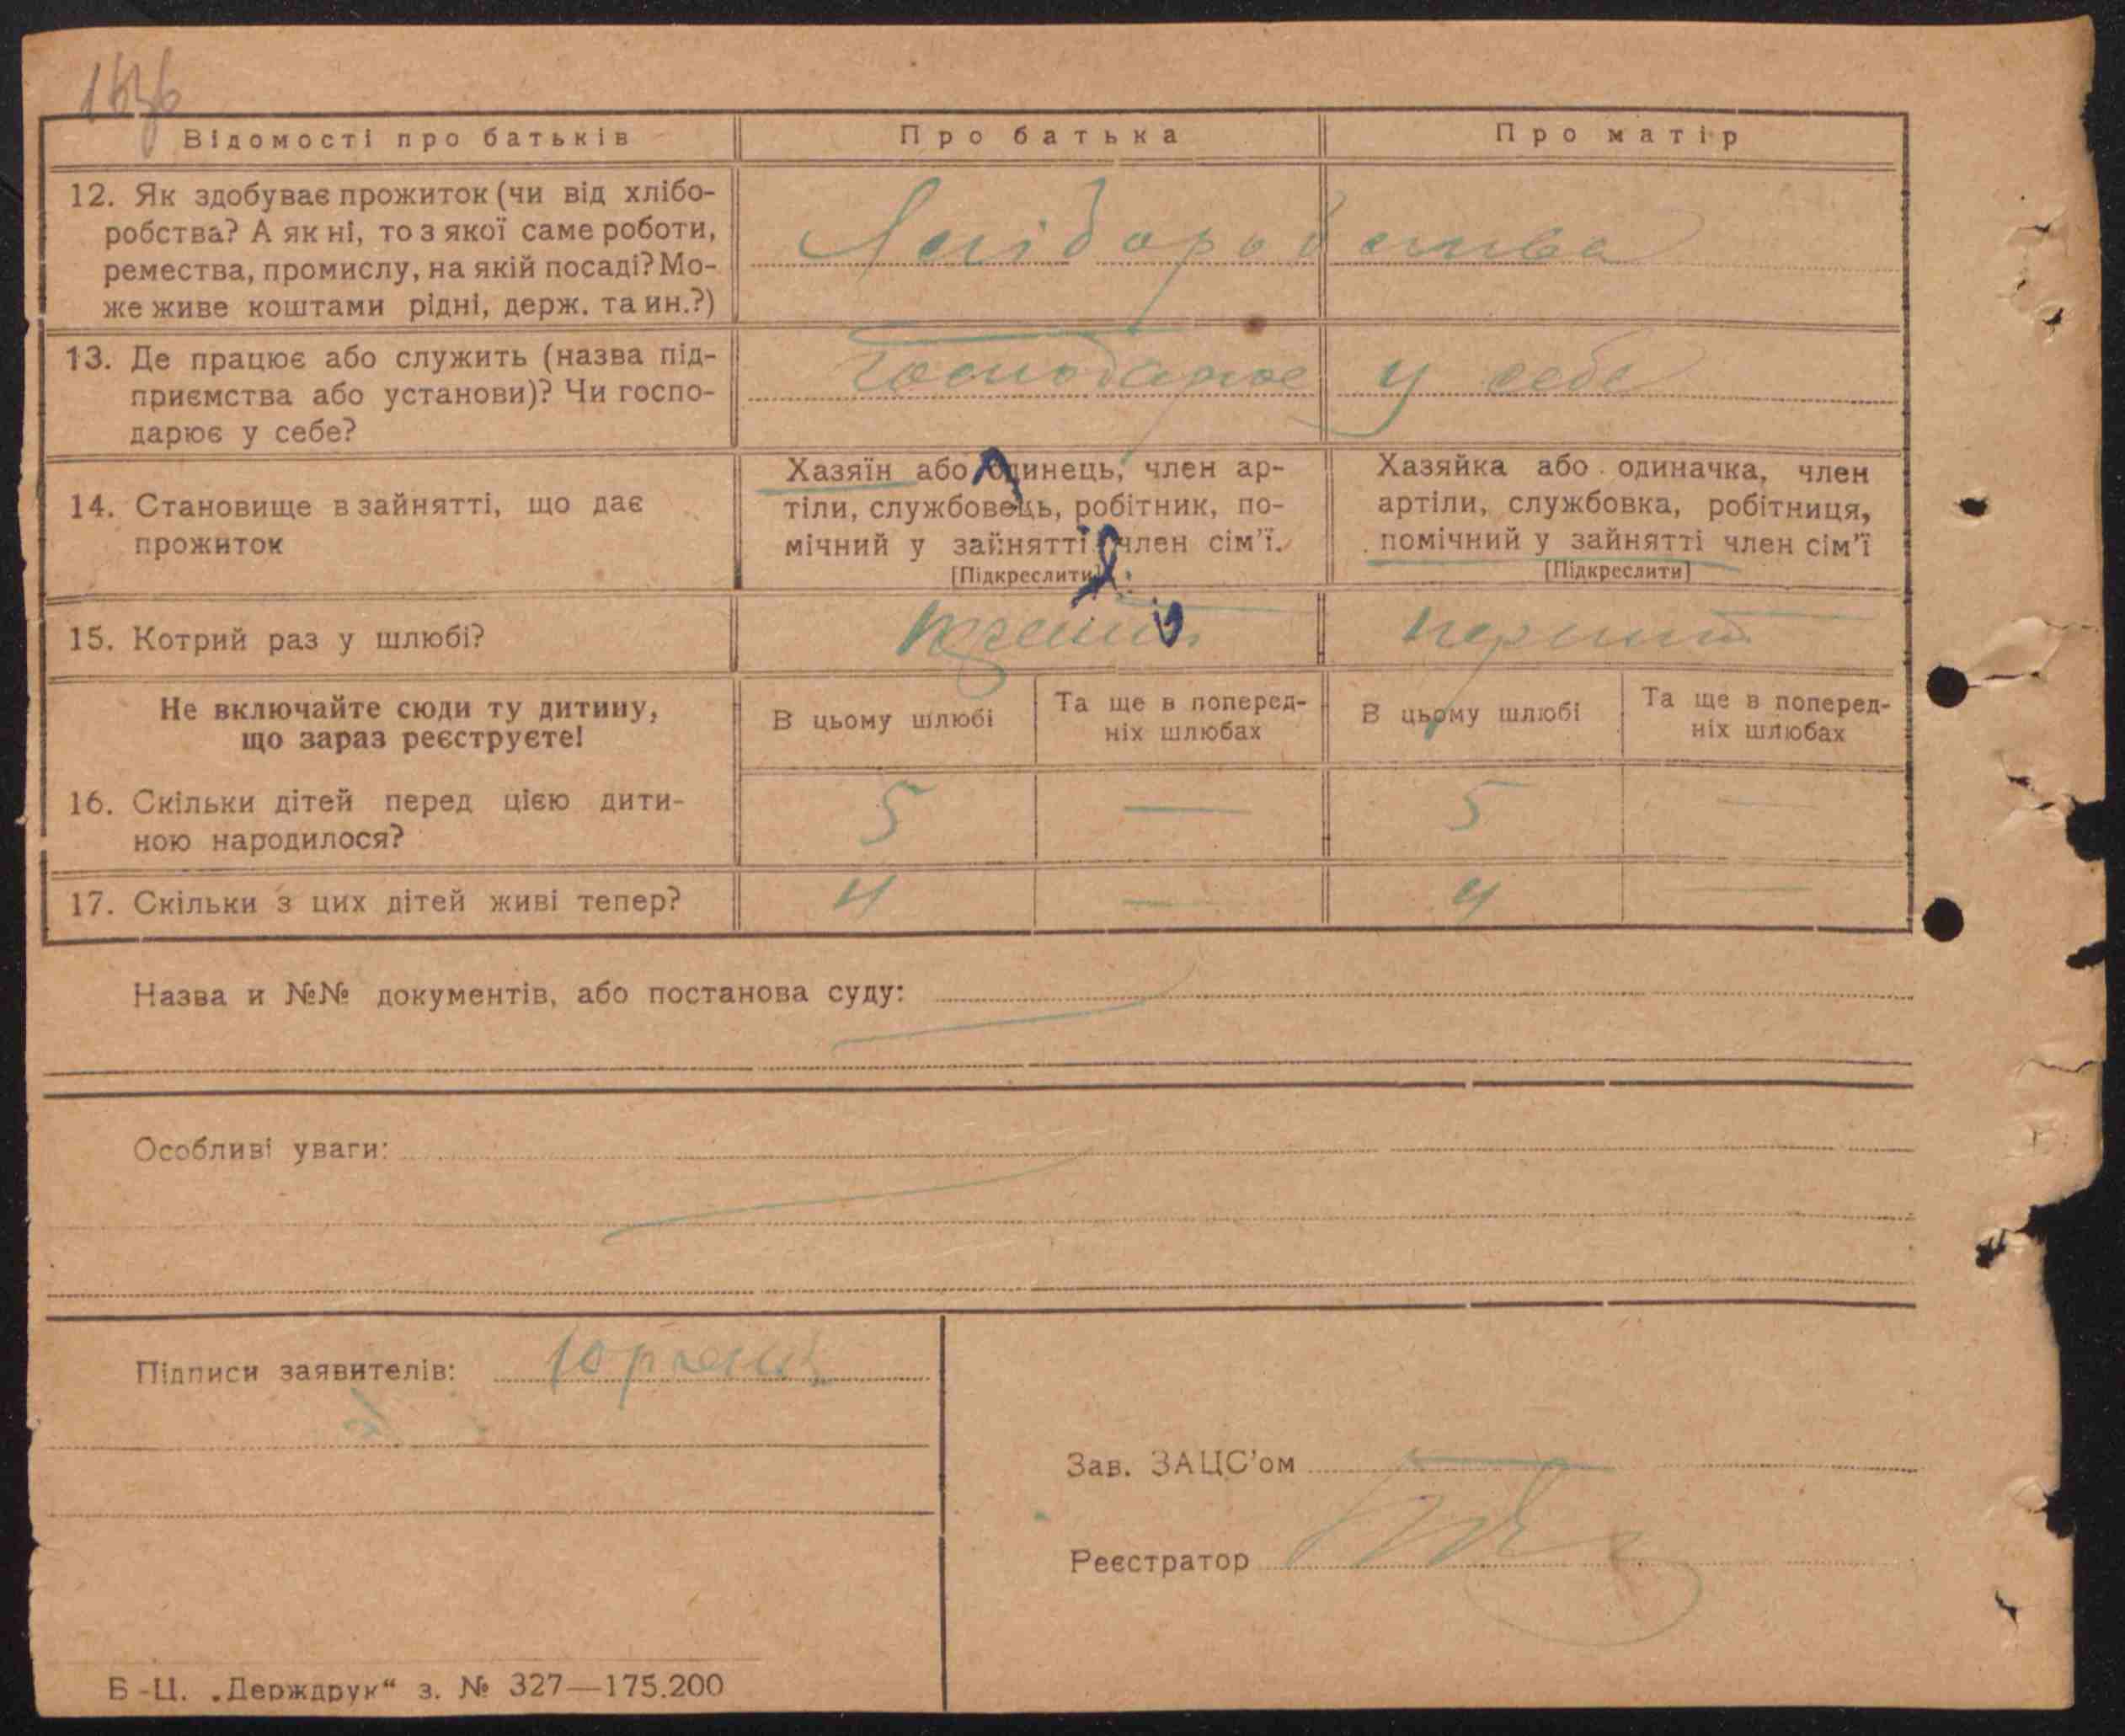 Відомості про батьків
Про батька
Про матір
12. Як здобуває прожиток (чи від хлібо-
робства? А як ні, то з якої саме роботи,
ремества, промислу, на якій посаді? Мо-
же живе коштами рідні, держ. та ин.?)
13. Де працює або служить (назва під-
приємства або установи)? Чи госпо-
дарює у себе?
Господарює у себе
14. Становище в зайнятті, що дає
прожиток
Хазяїн або одинець, член ар-
тіли, службовець, робітник, по-
мічний у зайнятті член сім'ї.
[Підкреслити]
Хазяйка або одиначка, член
артіли, службовка, робітниця,
помічний у зайнятті член сім'ї
[Підкреслити]
15. Котрий раз у шлюбі?
Не включайте сюди ту дитину,
що зараз реєструєте!
В цьому шлюбі
Та ще в поперед-
ніх шлюбах
В цьому шлюбі
Та ще в поперед-
ніх шлюбах
16. Скільки дітей перед цією дити-
ною народилося?
5 — 5 —
17. Скільки з цих дітей живі тепер?
4 — 4 —
Назва и №№ документів, або постанова суду:
Особливі уваги:
Підписи заявителів:
Зав. ЗАЦС'ом
Реєстратор
Б-Ц. „Держдрук“ з. № 327—175.200